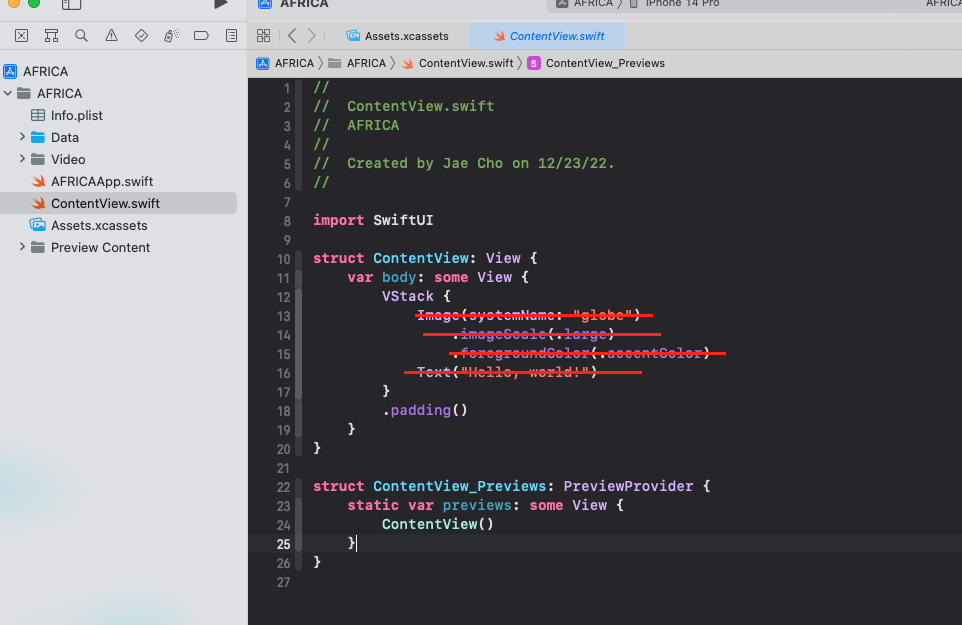 AFRICA
AFRICA 〉 iPhone 14 Pro
AFRICA
Assets.xcassets
ContentView.swift
AFRICA 〉 AFRICA 〉 ContentView.swift 〉 S ContentView_Previews
AFRICA
AFRICA
Info.plist
Data
Video
AFRICAApp.swift
ContentView.swift
Assets.xcassets
Preview Content
1 //
2 //  ContentView.swift
3 //  AFRICA
4 //
5 //  Created by Jae Cho on 12/23/22.
6 //
7
8 import SwiftUI
9
10 struct ContentView: View {
11     var body: some View {
12         VStack {
13             Image(systemName: "globe")
14                 .imageScale(.large)
15                 .foregroundColor(.accentColor)
16             Text("Hello, world!")
17         }
18         .padding()
19     }
20 }
21
22 struct ContentView_Previews: PreviewProvider {
23     static var previews: some View {
24         ContentView()
25     }
26 }
27